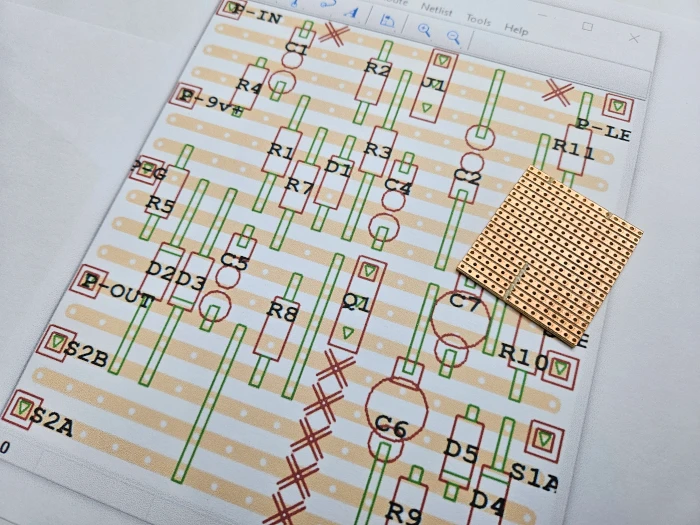 Netlist Tools Help
E-IN
C1
R2
J1
R4
P-9v+
P-LE
R11
R1
D1
R3
R7
C4
C2
R5
D2
D3
C5
P-OUT
R8
Q1
C7
R10
S2B
S2A
C6
D5
S1A
D4
R9
0